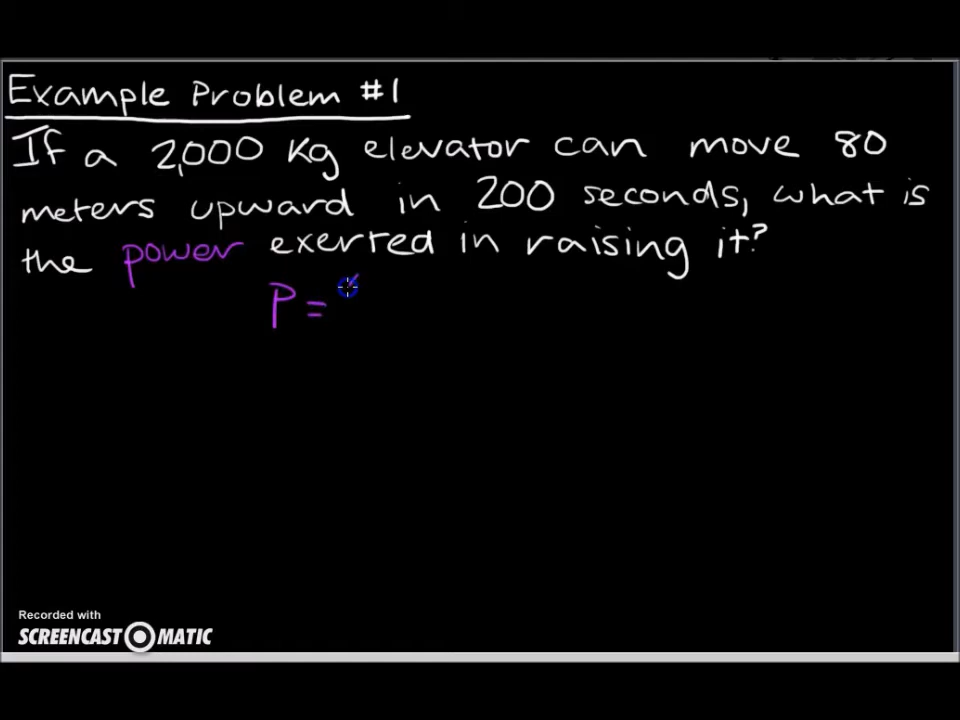 Example Problem #1
If a 2,000 Kg elevator can move 80
meters upward in 200 seconds, what is
the power exerted in raising it?
P =
Recorded with
SCREENCAST MATIC